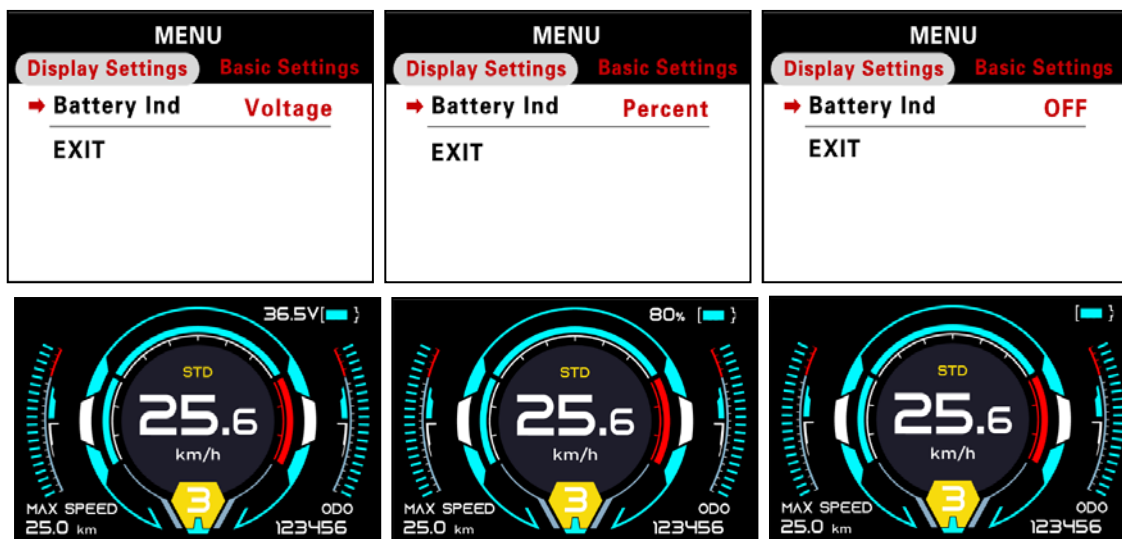 MENU
Display Settings Basic Settings
Battery Ind Voltage
EXIT
MENU
Display Settings Basic Settings
Battery Ind Percent
EXIT
MENU
Display Settings Basic Settings
Battery Ind OFF
EXIT
36.5V
STD
25.6
km/h
3
MAX SPEED ODO
25.0 km 123456
80%
STD
25.6
km/h
3
MAX SPEED ODO
25.0 km 123456
STD
25.6
km/h
3
MAX SPEED ODO
25.0 km 123456